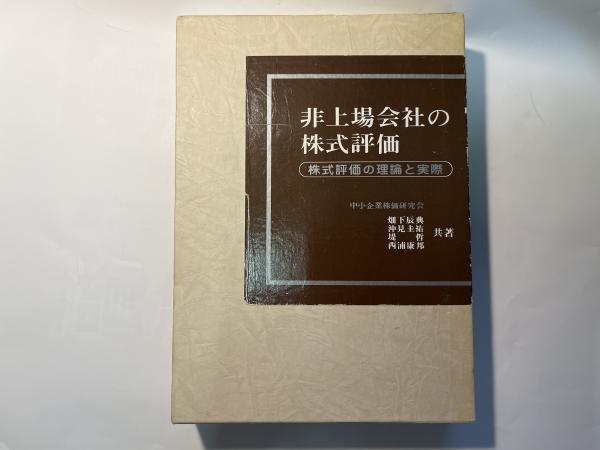 非上場会社の
株式評価
株式評価の理論と実際
中小企業株価研究会
畑下辰典
沖見圭祐
堤哲
西浦康邦
共著